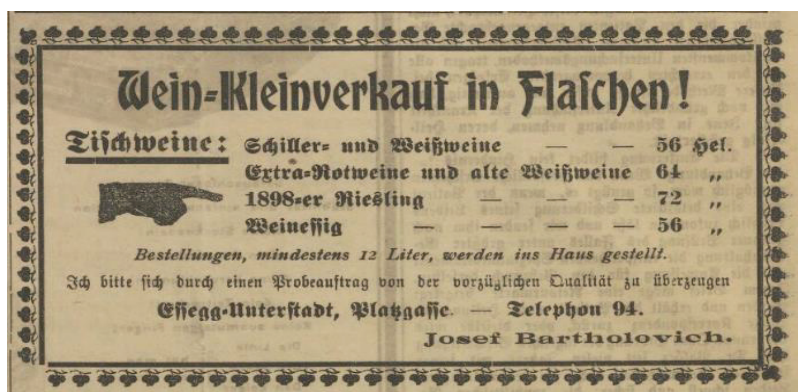 Wein-Kleinverkauf in Flaschen!
Tischweine: Schiller- und Weißweine — — 56 Hel.
Extra-Rotweine und alte Weißweine 64 „
1898-er Riesling — — 72 „
Weinessig — — — 56 „
Bestellungen, mindestens 12 Liter, werden ins Haus gestellt.
Ich bitte sich durch einen Probeauftrag von der vorzüglichen Qualität zu überzeugen
Essegg-Unterstadt, Platzgasse. — Telephon 94.
Josef Bartholovich.